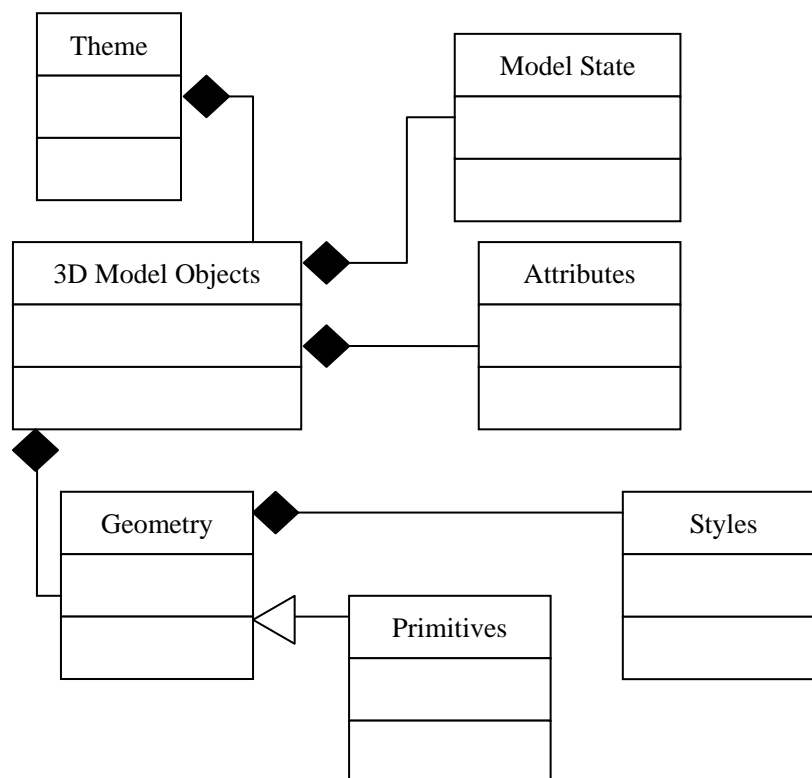 Theme
Model State
3D Model Objects
Attributes
Geometry
Styles
Primitives